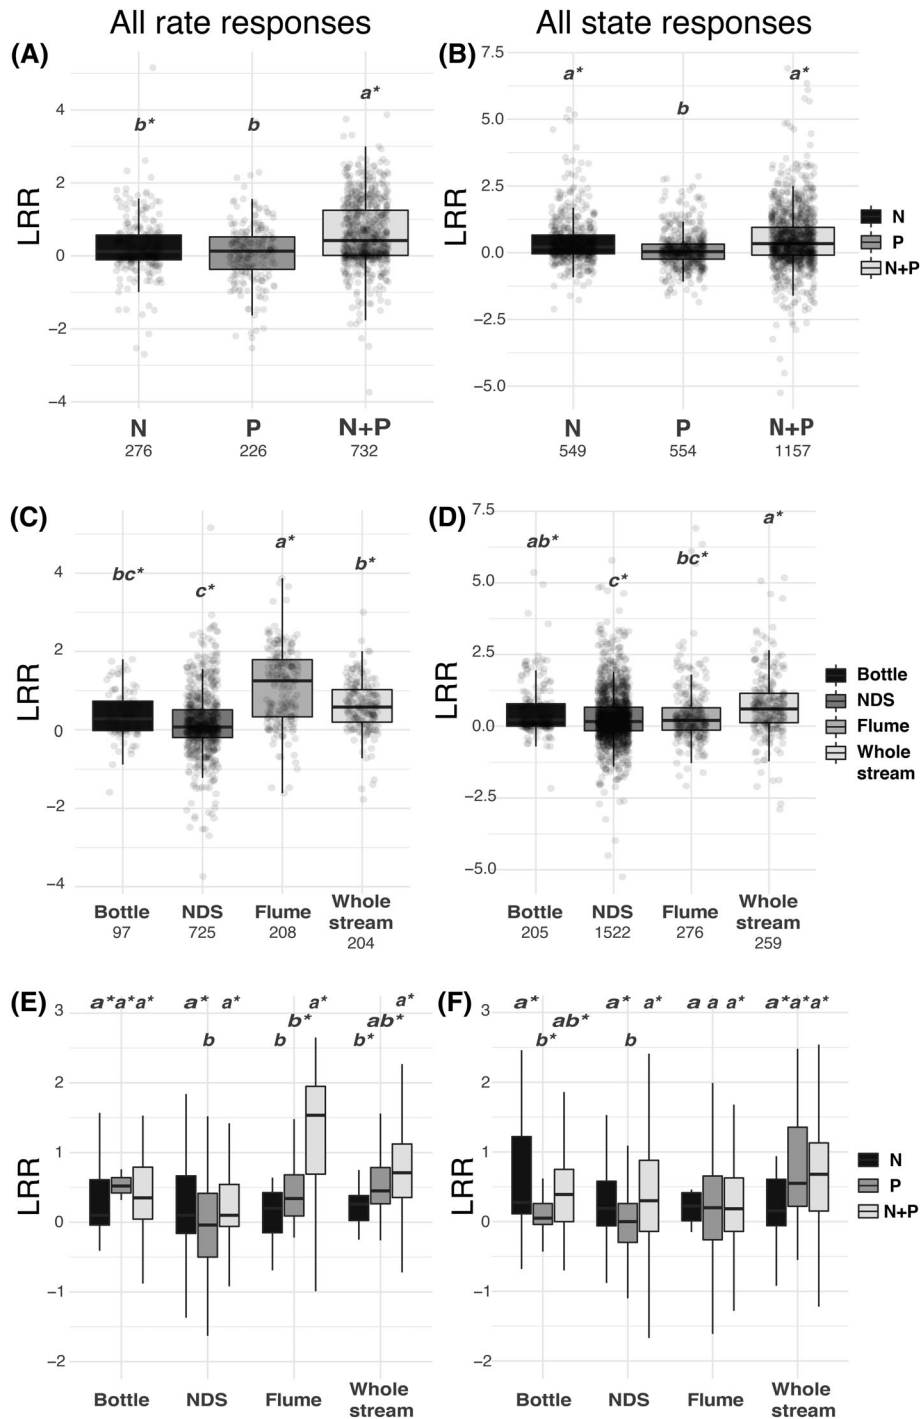 All rate responses
All state responses
(A)
LRR
4
2
0
−2
−4
b*
b
a*
N
P
N+P
276
226
732
(B)
LRR
7.5
5.0
2.5
0.0
−2.5
−5.0
a*
b
a*
N
P
N+P
549
554
1157
N
P
N+P
(C)
LRR
4
2
0
−2
−4
bc*
c*
a*
b*
Bottle
NDS
Flume
Whole
stream
97
725
208
204
(D)
LRR
7.5
5.0
2.5
0.0
−2.5
−5.0
ab*
c*
bc*
a*
Bottle
NDS
Flume
Whole
stream
205
1522
276
259
Bottle
NDS
Flume
Whole
stream
(E)
LRR
3
2
1
0
−1
−2
a* a* a*
a* b a*
b b* a*
b* ab* a*
Bottle
NDS
Flume
Whole
stream
(F)
LRR
3
2
1
0
−1
−2
a* b* ab*
a* b a*
a a a*
a* a* a*
Bottle
NDS
Flume
Whole
stream
N
P
N+P